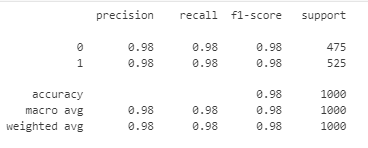 precision recall f1-score support
0 0.98 0.98 0.98 475
1 0.98 0.98 0.98 525
accuracy 0.98 1000
macro avg 0.98 0.98 0.98 1000
weighted avg 0.98 0.98 0.98 1000